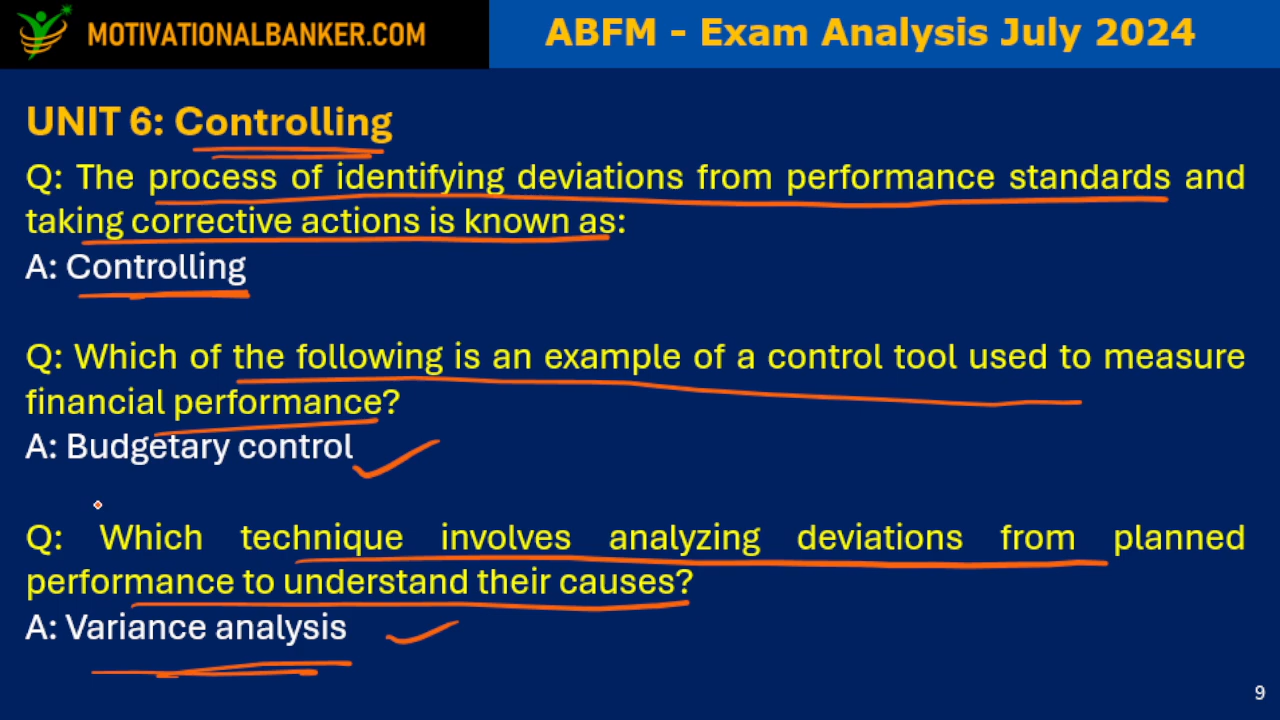 MOTIVATIONALBANKER.COM
ABFM - Exam Analysis July 2024
UNIT 6: Controlling
Q: The process of identifying deviations from performance standards and
taking corrective actions is known as:
A: Controlling
Q: Which of the following is an example of a control tool used to measure
financial performance?
A: Budgetary control
Q: Which technique involves analyzing deviations from planned
performance to understand their causes?
A: Variance analysis
9